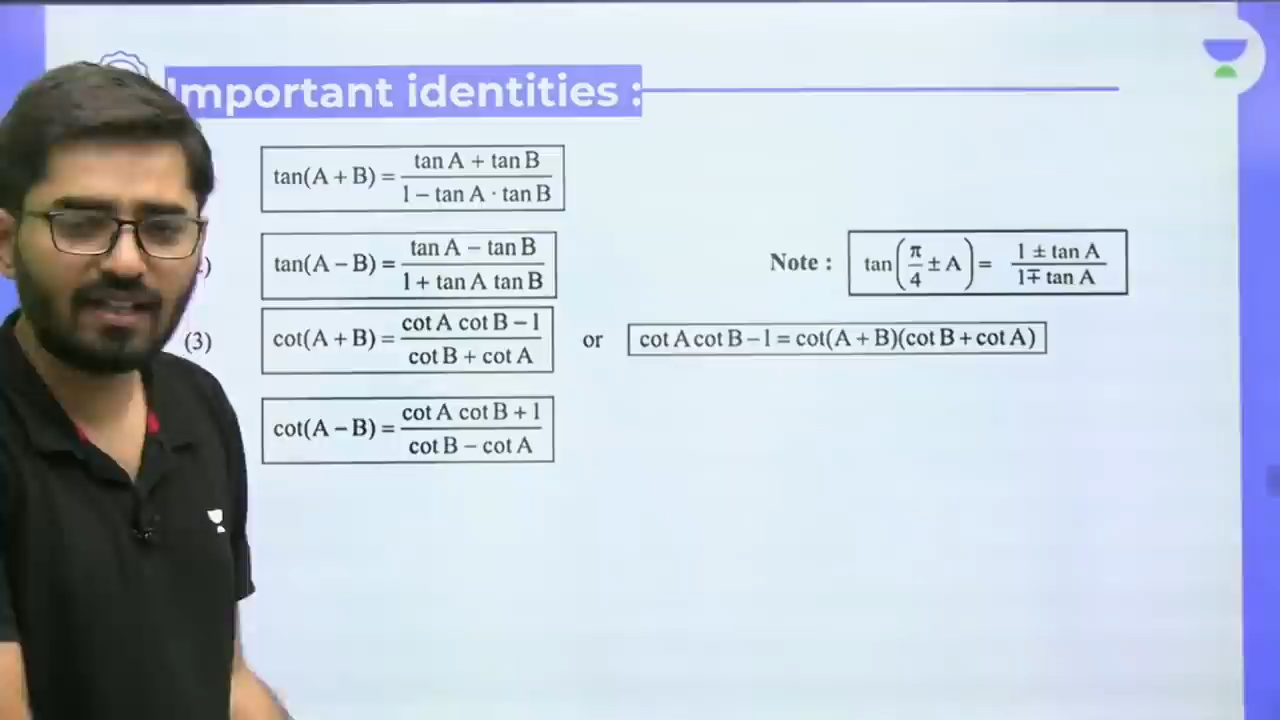 Important identities :
tan(A + B) = (tan A + tan B)/(1 − tan A · tan B)
) tan(A − B) = (tan A − tan B)/(1 + tan A tan B)
Note : tan(π/4 ± A) = (1 ± tan A)/(1 ∓ tan A)
(3) cot(A + B) = (cot A cot B − 1)/(cot B + cot A) or cot A cot B − 1 = cot(A + B)(cot B + cot A)
cot(A − B) = (cot A cot B + 1)/(cot B − cot A)